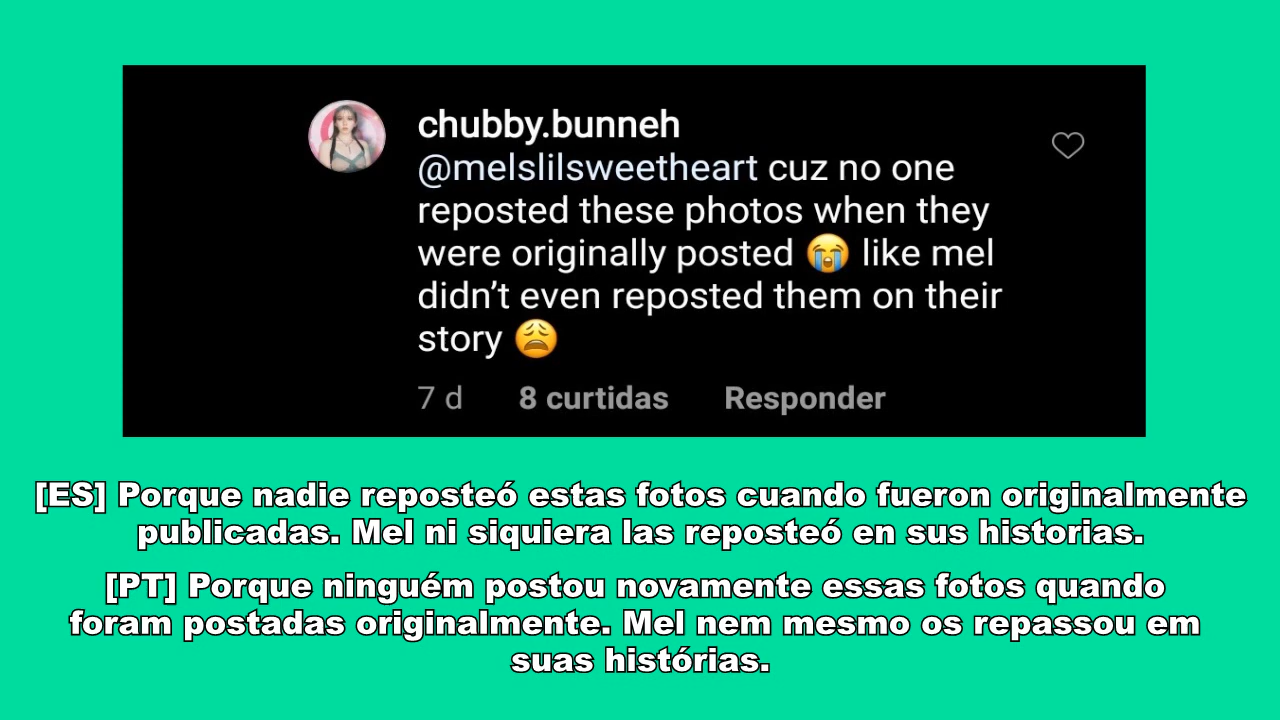 chubby.bunneh
@melslilsweetheart cuz no one
reposted these photos when they
were originally posted 😭 like mel
didn’t even reposted them on their
story 😩
7 d 8 curtidas Responder
[ES] Porque nadie reposteó estas fotos cuando fueron originalmente
publicadas. Mel ni siquiera las reposteó en sus historias.
[PT] Porque ninguém postou novamente essas fotos quando
foram postadas originalmente. Mel nem mesmo os repassou em
suas histórias.